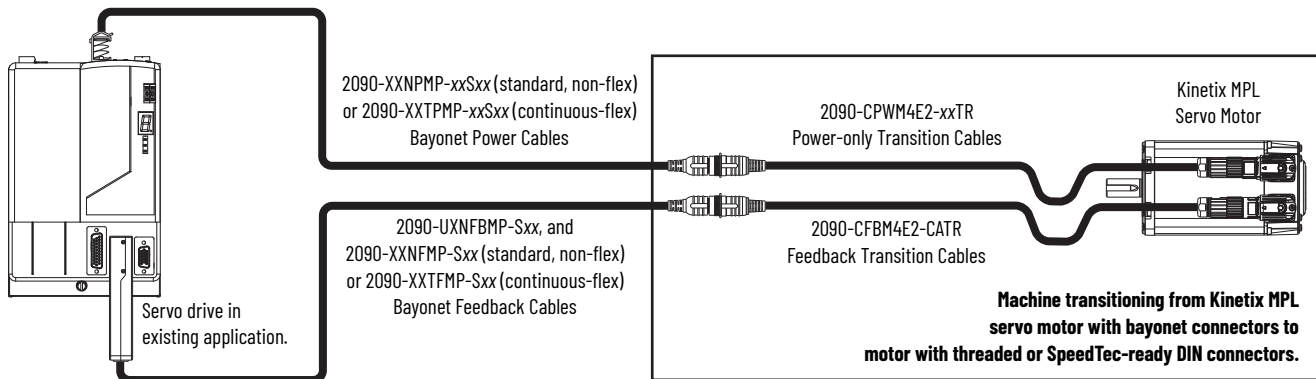 2090-XXNPMP-xxSxx (standard, non-flex)
or 2090-XXTPMP-xxSxx (continuous-flex)
Bayonet Power Cables
2090-CPWM4E2-xxTR
Power-only Transition Cables
Kinetix MPL
Servo Motor
2090-UXNFBMP-Sxx, and
2090-XXNFMP-Sxx (standard, non-flex)
or 2090-XXTFMP-Sxx (continuous-flex)
Bayonet Feedback Cables
2090-CFBM4E2-CATR
Feedback Transition Cables
Servo drive in
existing application.
Machine transitioning from Kinetix MPL
servo motor with bayonet connectors to
motor with threaded or SpeedTec-ready DIN connectors.